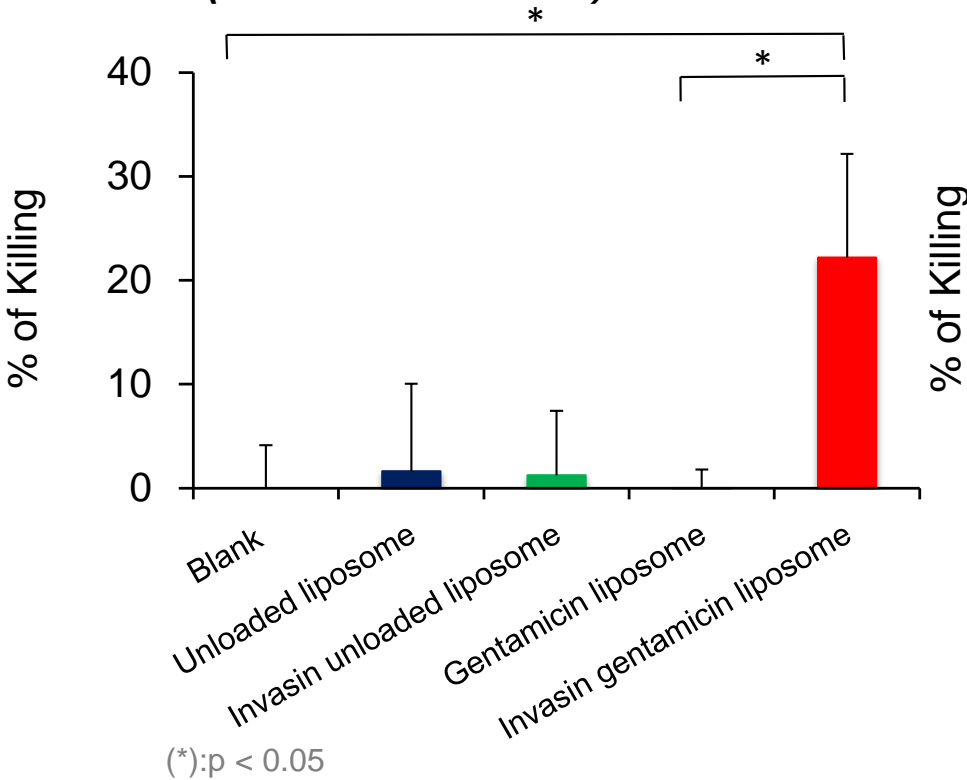 *
*
40
30
20
10
0
% of Killing
% of Killing
Blank
Unloaded liposome
Invasin unloaded liposome
Gentamicin liposome
Invasin gentamicin liposome
(*):p < 0.05